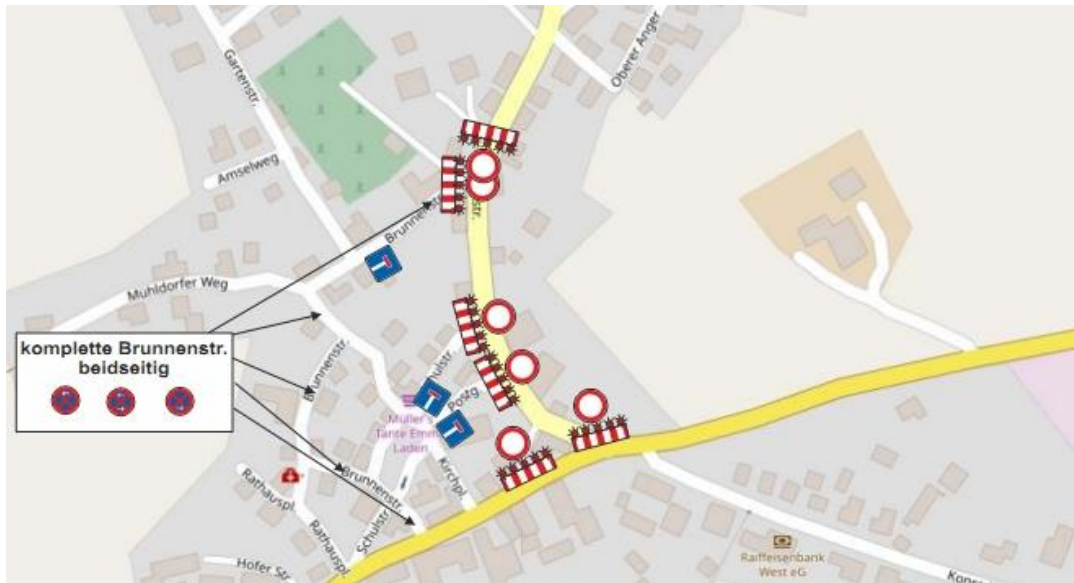 Gartenstr.
Oberer Anger
Amselweg
Brunnenstr.
str.
Mühldorfer Weg
komplette Brunnenstr.
beidseitig
Brunnenstr.
Schulstr.
Postg.
Müller's
Tante Emma
Laden
Kirchpl.
Brunnenstr.
Rathauspl.
Rathauspl.
Schulstr.
Hofer Str.
Raiffeisenbank
West eG